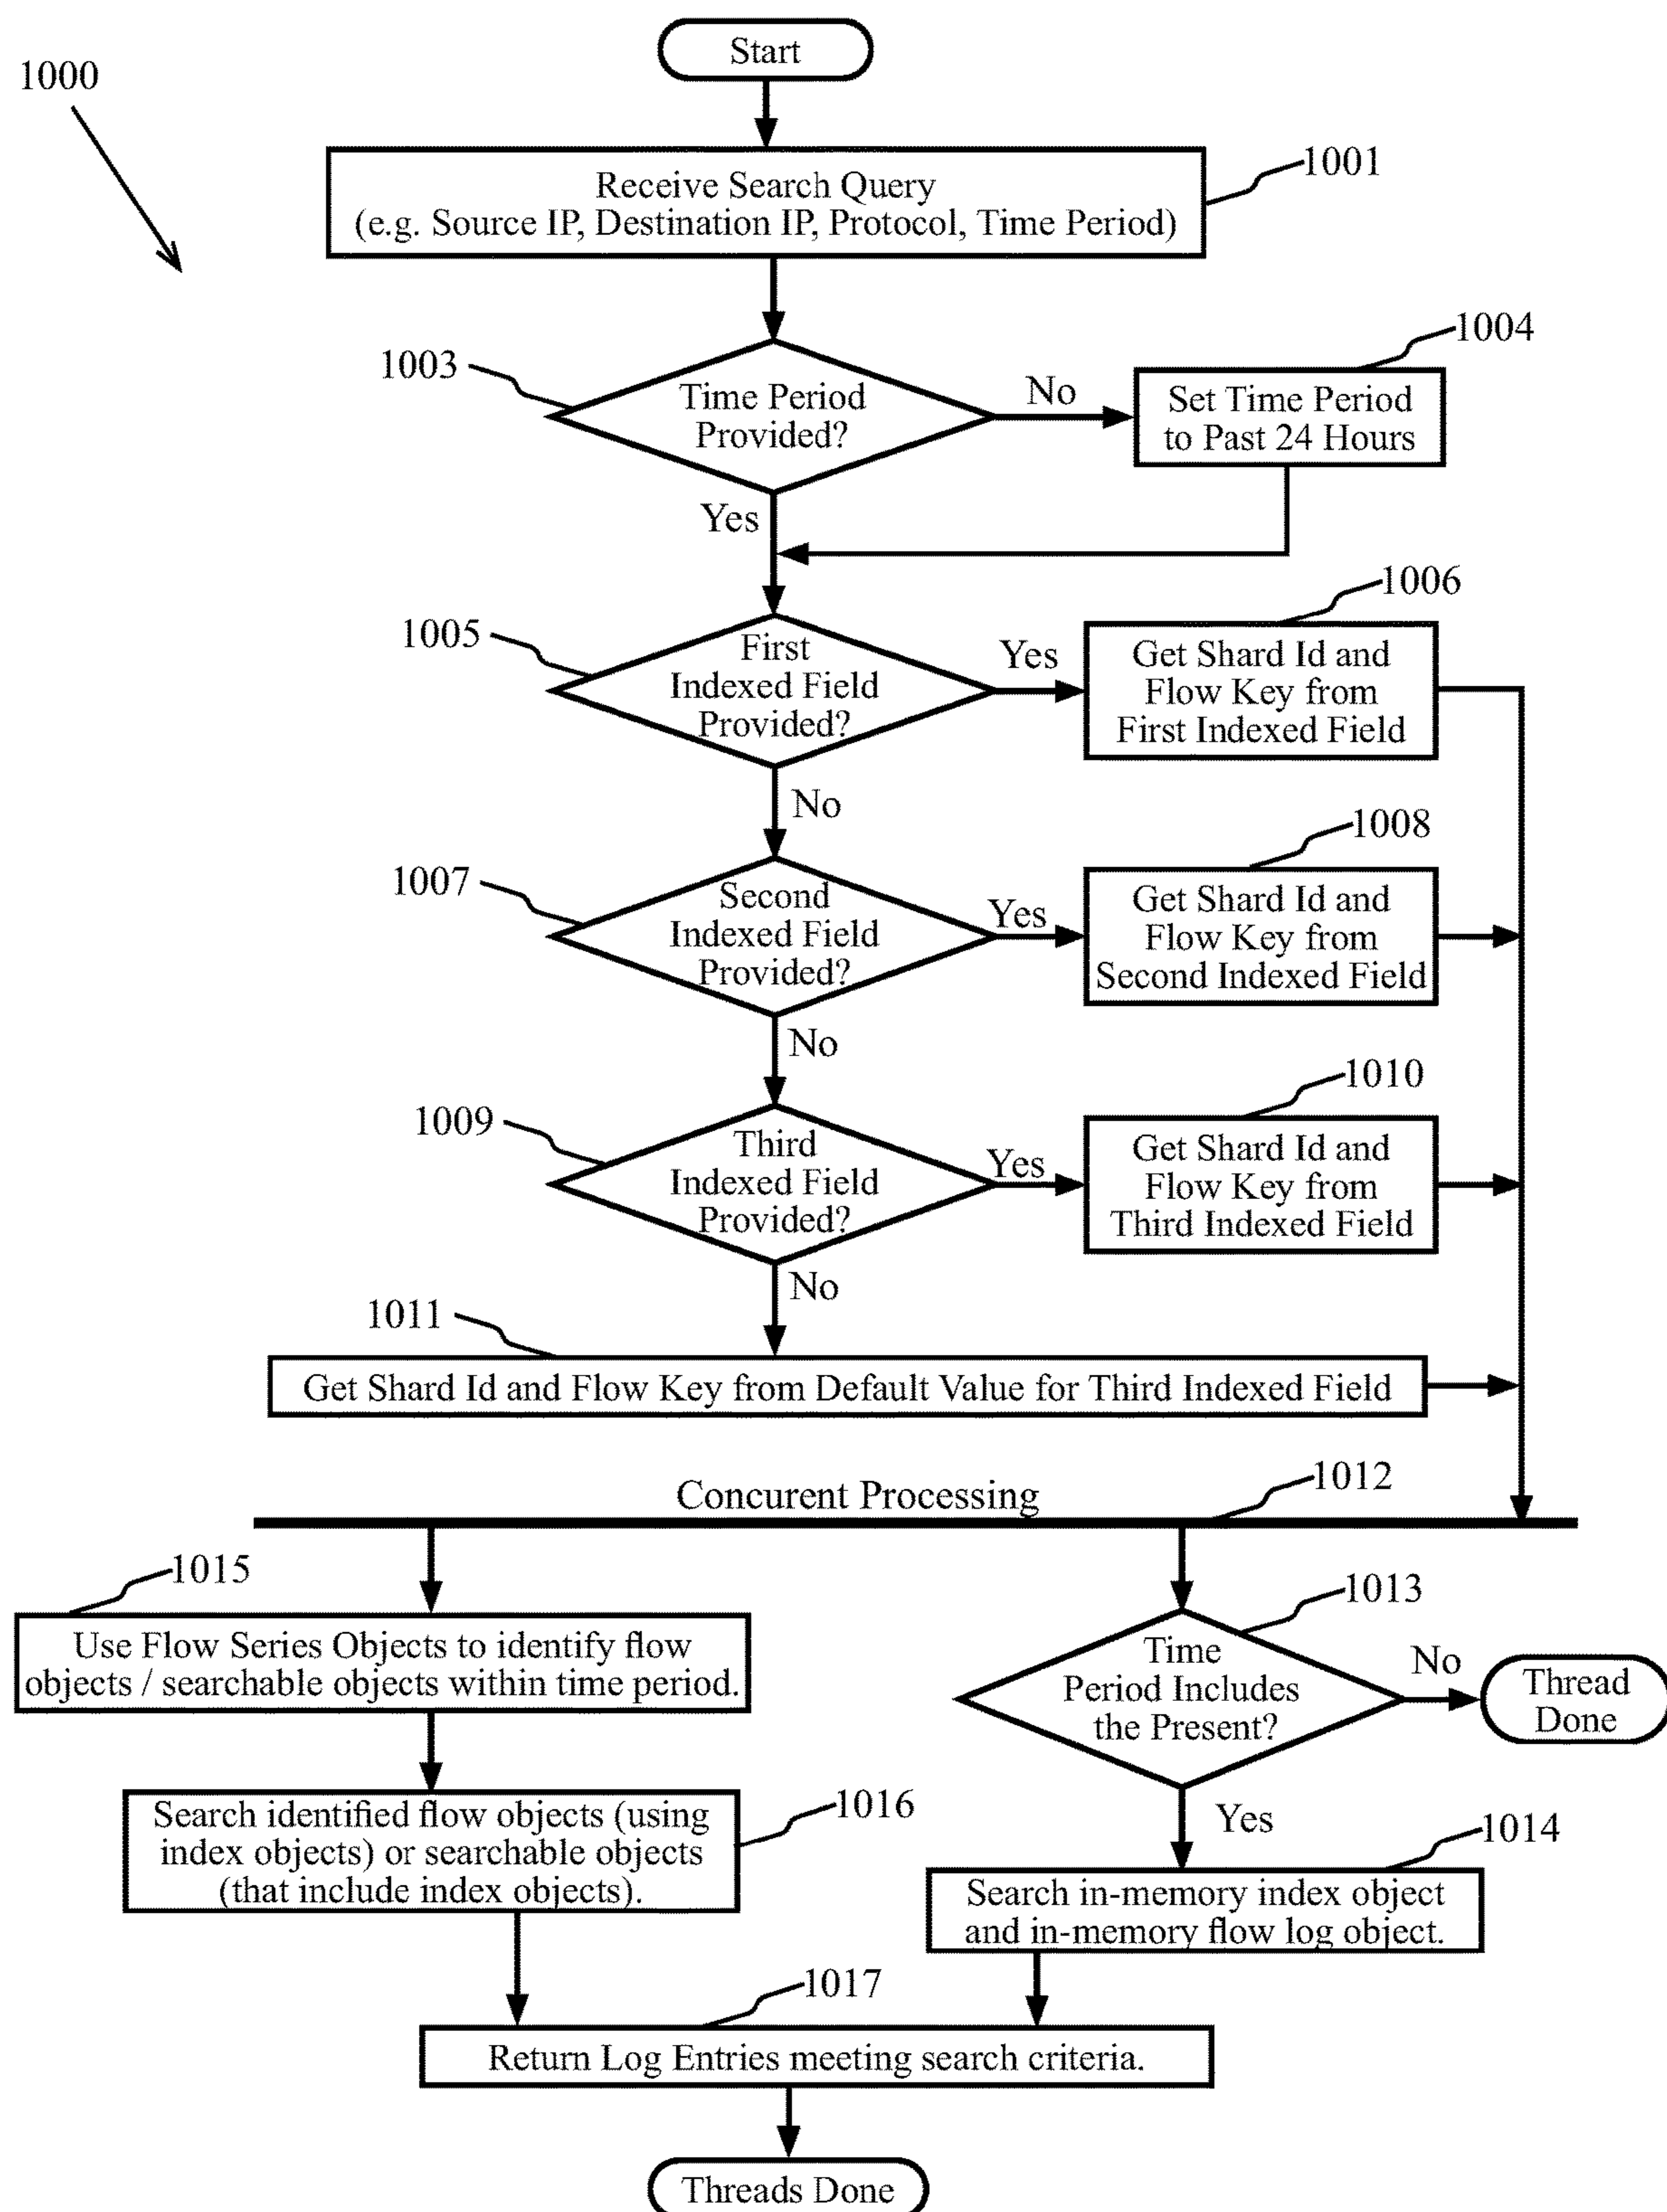 Start
1000
Receive Search Query
(e.g. Source IP, Destination IP, Protocol, Time Period)
1001
1003
Time Period
Provided?
No
1004
Set Time Period
to Past 24 Hours
Yes
1005
First
Indexed Field
Provided?
Yes
1006
Get Shard Id and
Flow Key from
First Indexed Field
No
1007
Second
Indexed Field
Provided?
Yes
1008
Get Shard Id and
Flow Key from
Second Indexed Field
No
1009
Third
Indexed Field
Provided?
Yes
1010
Get Shard Id and
Flow Key from
Third Indexed Field
No
1011
Get Shard Id and Flow Key from Default Value for Third Indexed Field
Concurent Processing
1012
1015
Use Flow Series Objects to identify flow
objects / searchable objects within time period.
1013
Time
Period Includes
the Present?
No
Thread
Done
Search identified flow objects (using
index objects) or searchable objects
(that include index objects).
1016
Yes
1014
Search in-memory index object
and in-memory flow log object.
1017
Return Log Entries meeting search criteria.
Threads Done